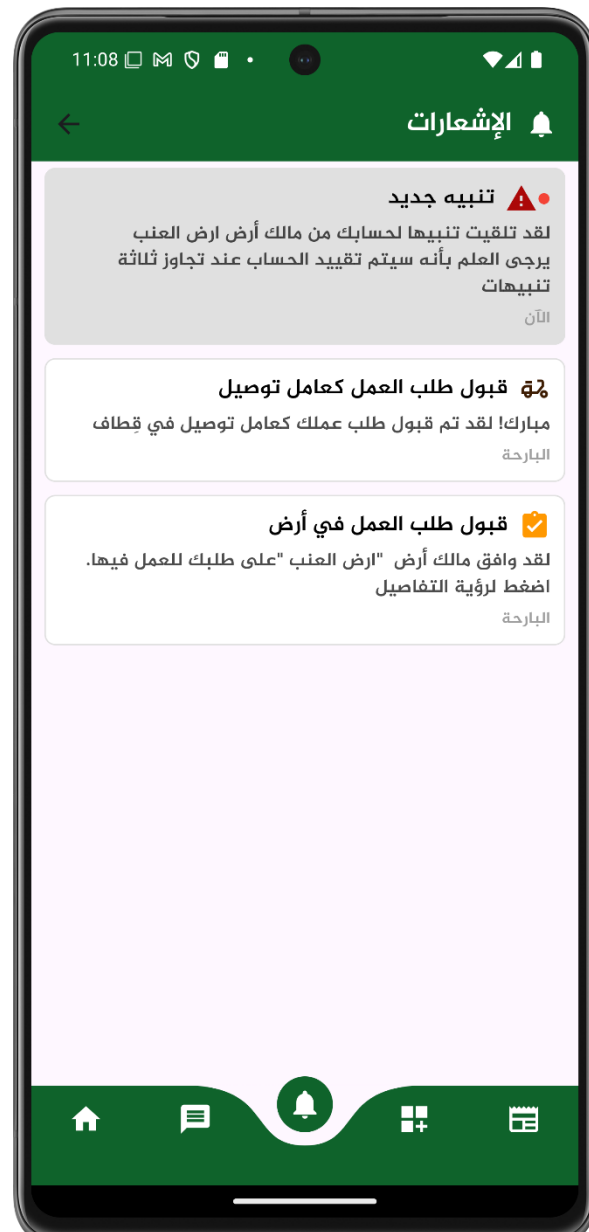 11:08
الإشعارات
تنبيه جديد
لقد تلقيت تنبيها لحسابك من مالك أرض ارض العنب
يرجى العلم بأنه سيتم تقييد الحساب عند تجاوز ثلاثة
تنبيهات
الآن
قبول طلب العمل كعامل توصيل
مبارك! لقد تم قبول طلب عملك كعامل توصيل في قِطاف
البارحة
قبول طلب العمل في أرض
لقد وافق مالك أرض "ارض العنب "على طلبك للعمل فيها.
اضغط لرؤية التفاصيل
البارحة